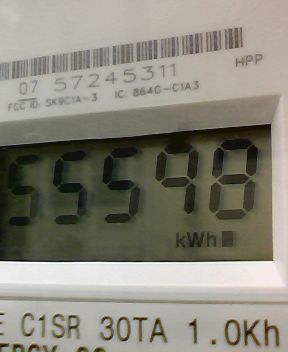 HPP
07 57245311
FCC ID: SK9C1A-3 IC: 864G-C1A3
55598
kWh
C1SR 30TA 1.0Kh